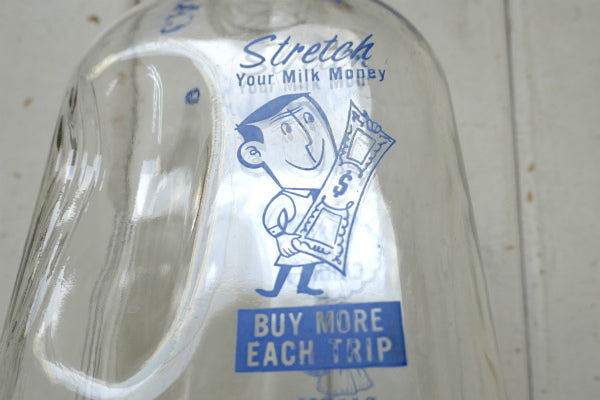 Stretch
Your Milk Money
$
BUY MORE
EACH TRIP